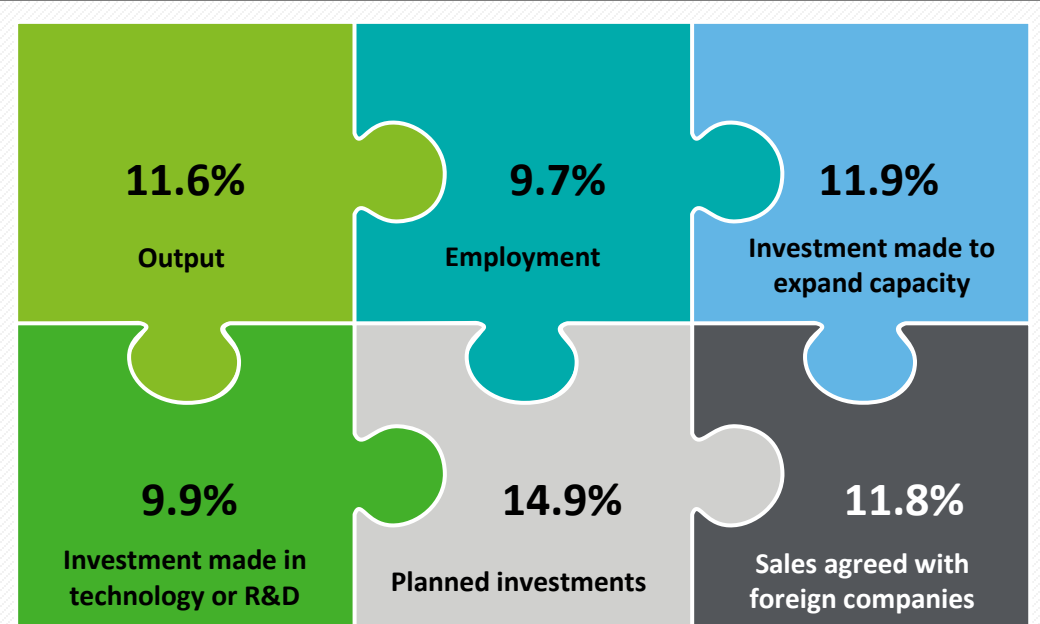 11.6%
Output
9.7%
Employment
11.9%
Investment made to
expand capacity
9.9%
Investment made in
technology or R&D
14.9%
Planned investments
11.8%
Sales agreed with
foreign companies